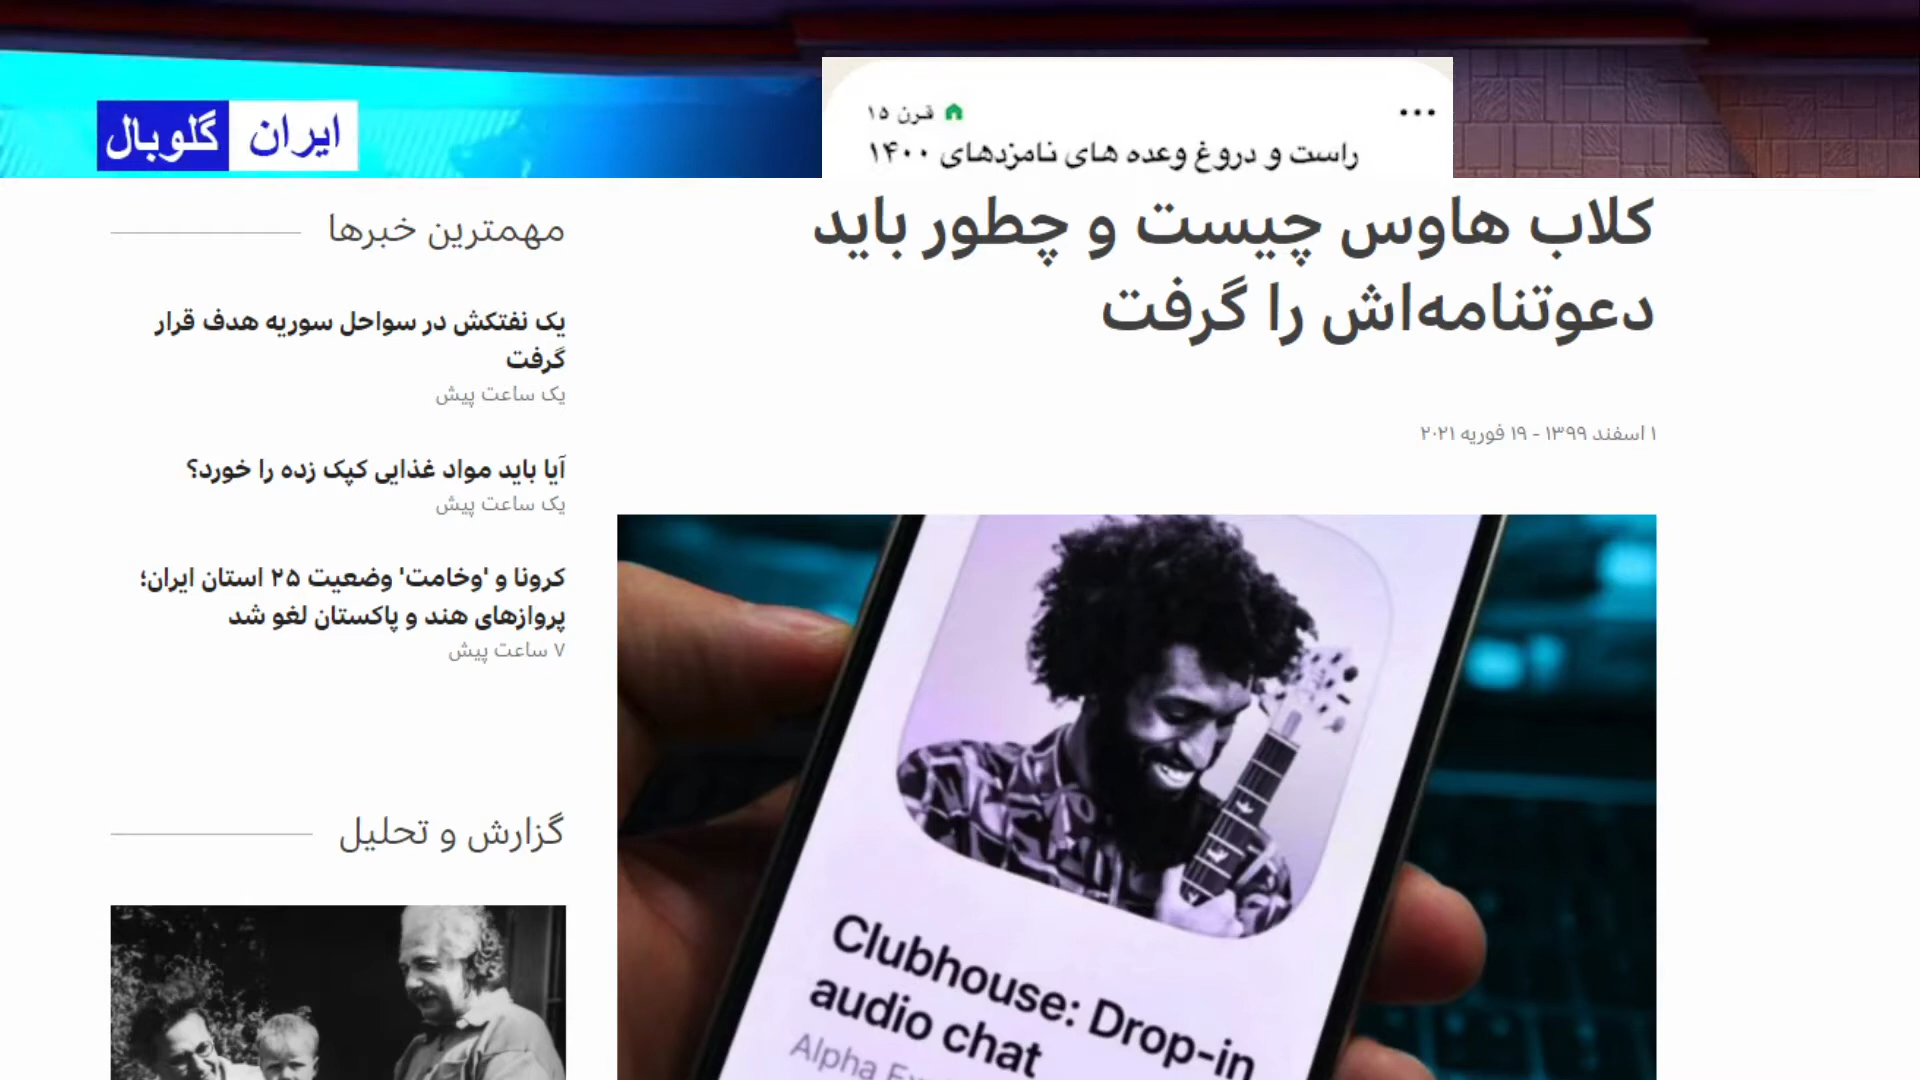 ایران گلوبال
قرن ۱۵
...
راست و دروغ وعده های نامزدهای ۱۴۰۰
کلاب هاوس چیست و چطور باید
دعوتنامه‌اش را گرفت
۱ اسفند ۱۳۹۹ - ۱۹ فوریه ۲۰۲۱
Clubhouse: Drop-in
audio chat
Alpha
مهمترین خبرها
یک نفتکش در سواحل سوریه هدف قرار
گرفت
یک ساعت پیش
آیا باید مواد غذایی کپک زده را خورد؟
یک ساعت پیش
کرونا و 'وخامت' وضعیت ۲۵ استان ایران؛
پروازهای هند و پاکستان لغو شد
۷ ساعت پیش
گزارش و تحلیل